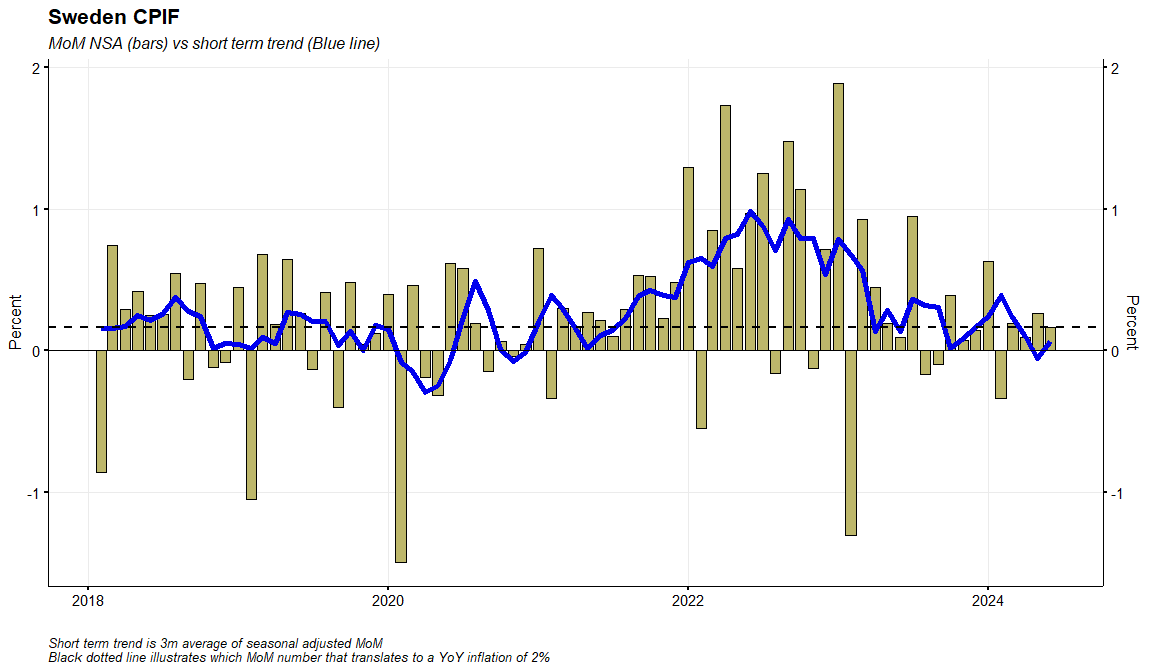 Sweden CPIF
MoM NSA (bars) vs short term trend (Blue line)
2
1
0
-1
Percent
2
1
0
-1
Percent
2018 2020 2022 2024
Short term trend is 3m average of seasonal adjusted MoM
Black dotted line illustrates which MoM number that translates to a YoY inflation of 2%